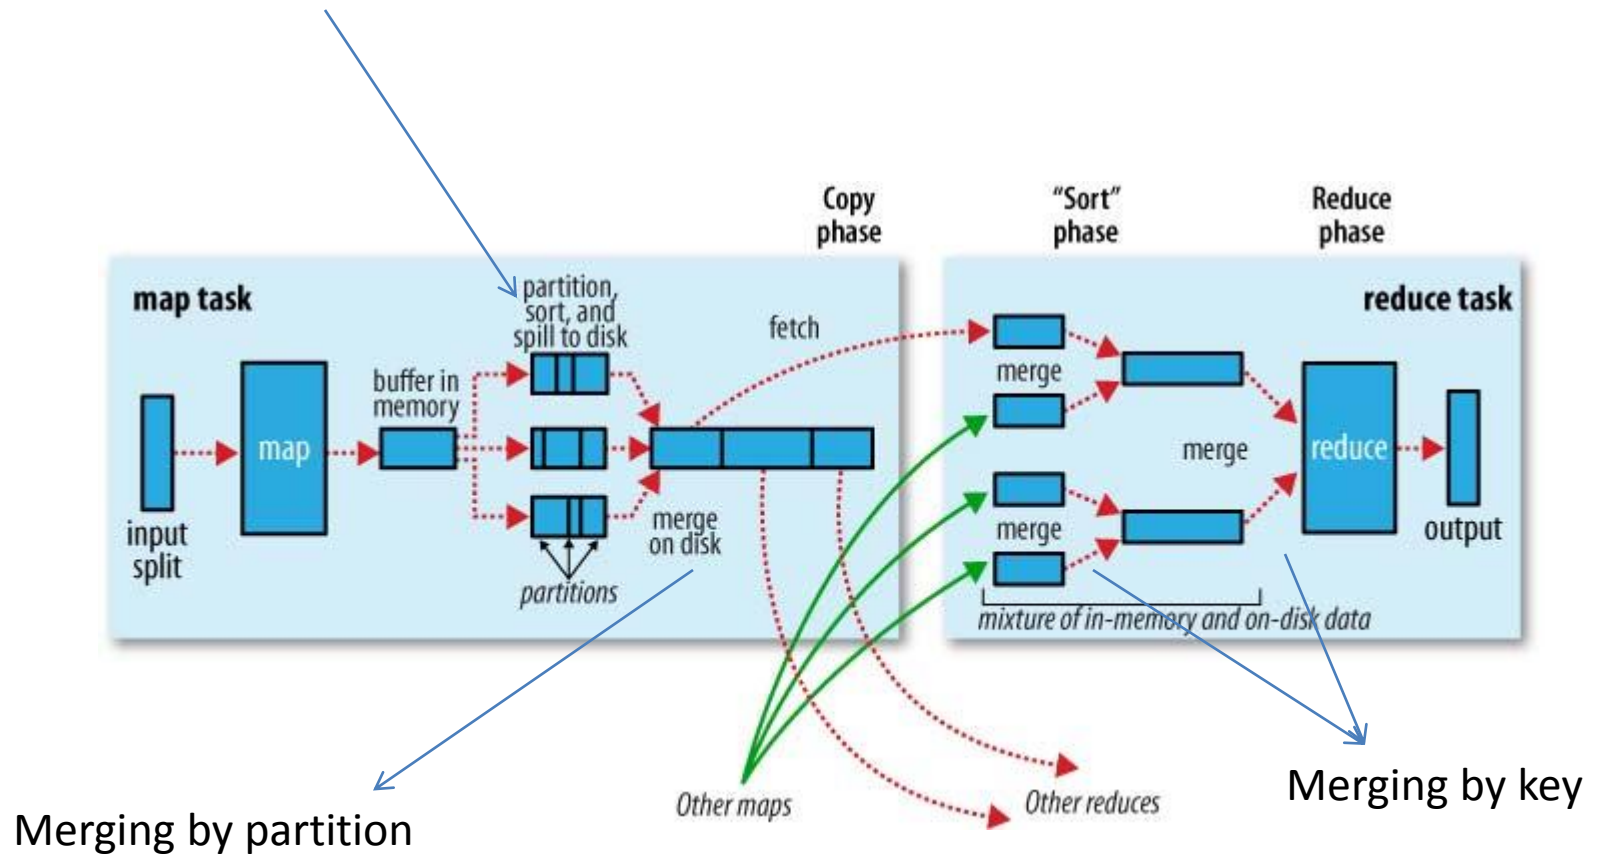 Copy
phase
"Sort"
phase
Reduce
phase
map task
reduce task
partition,
sort, and
spill to disk
fetch
buffer in
memory
merge
map
merge
reduce
input
split
merge
on disk
merge
output
partitions
mixture of in-memory and on-disk data
Other maps
Other reduces
Merging by key
Merging by partition